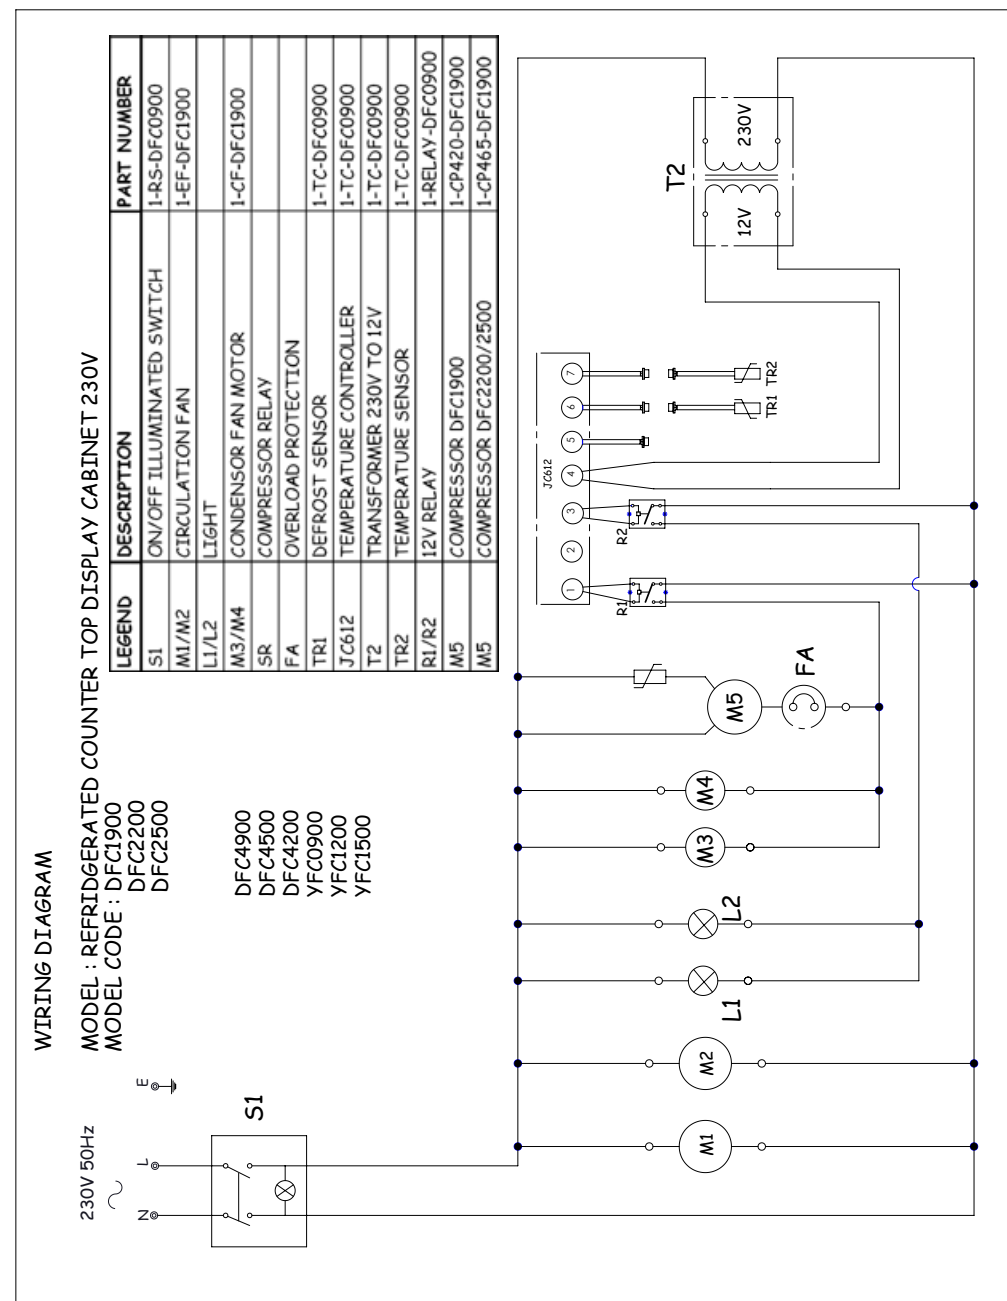 WIRING DIAGRAM
MODEL : REFRIDGERATED COUNTER TOP DISPLAY CABINET 230V
MODEL CODE : DFC1900
DFC2200
DFC2500
DFC4900
DFC4500
DFC4200
YFC0900
YFC1200
YFC1500
LEGEND DESCRIPTION PART NUMBER
S1 ON/OFF ILLUMINATED SWITCH 1-RS-DFC0900
M1/M2 CIRCULATION FAN 1-EF-DFC1900
L1/L2 LIGHT
M3/M4 CONDENSOR FAN MOTOR 1-CF-DFC1900
SR COMPRESSOR RELAY
FA OVERLOAD PROTECTION
TR1 DEFROST SENSOR 1-TC-DFC0900
JC612 TEMPERATURE CONTROLLER 1-TC-DFC0900
T2 TRANSFORMER 230V TO 12V 1-TC-DFC0900
TR2 TEMPERATURE SENSOR 1-TC-DFC0900
R1/R2 12V RELAY 1-RELAY-DFC0900
M5 COMPRESSOR DFC1900 1-CP420-DFC1900
M5 COMPRESSOR DFC2200/2500 1-CP465-DFC1900
230V 50Hz
N L E
S1
M1
M2
L1
L2
M3
M4
M5
FA
R1
R2
JC612
1 2 3 4 5 6 7
TR1
TR2
T2
12V
230V